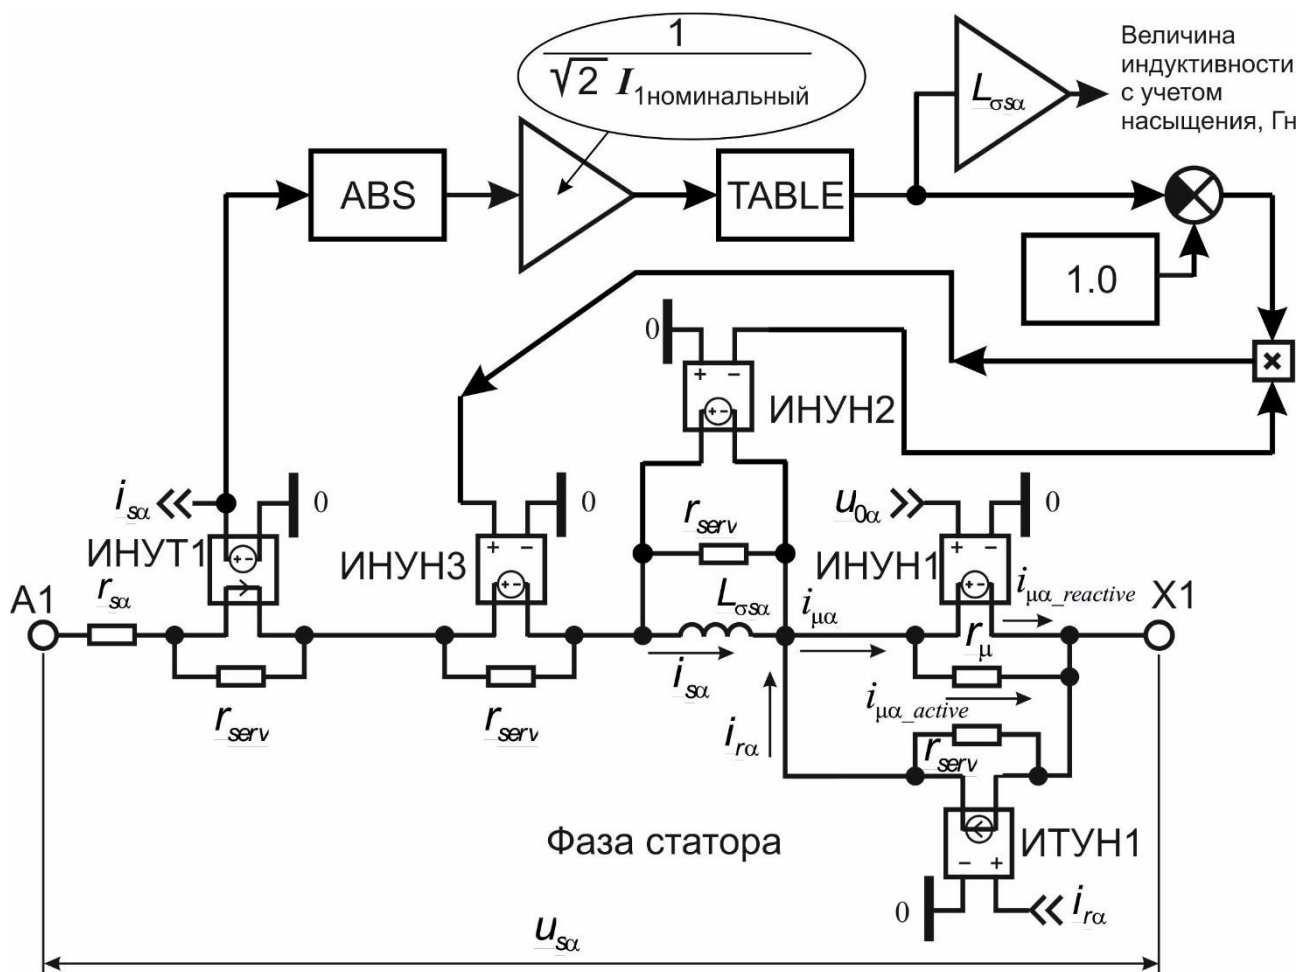 1
√2 I1номинальный
Lσsα
Величина
индуктивности
с учетом
насыщения, Гн
ABS
TABLE
1.0
×
0
+ −
+ -
ИНУН2
isα
0
+ -
ИНУТ1
0
+ −
+ -
ИНУН3
rserv
u0α
0
+ −
+ -
ИНУН1
A1
rsα
Lσsα
iμα
iμα_reactive
X1
rserv
rserv
isα
rμ
iμα_active
irα
rserv
− +
ИТУН1
0
irα
Фаза статора
usα